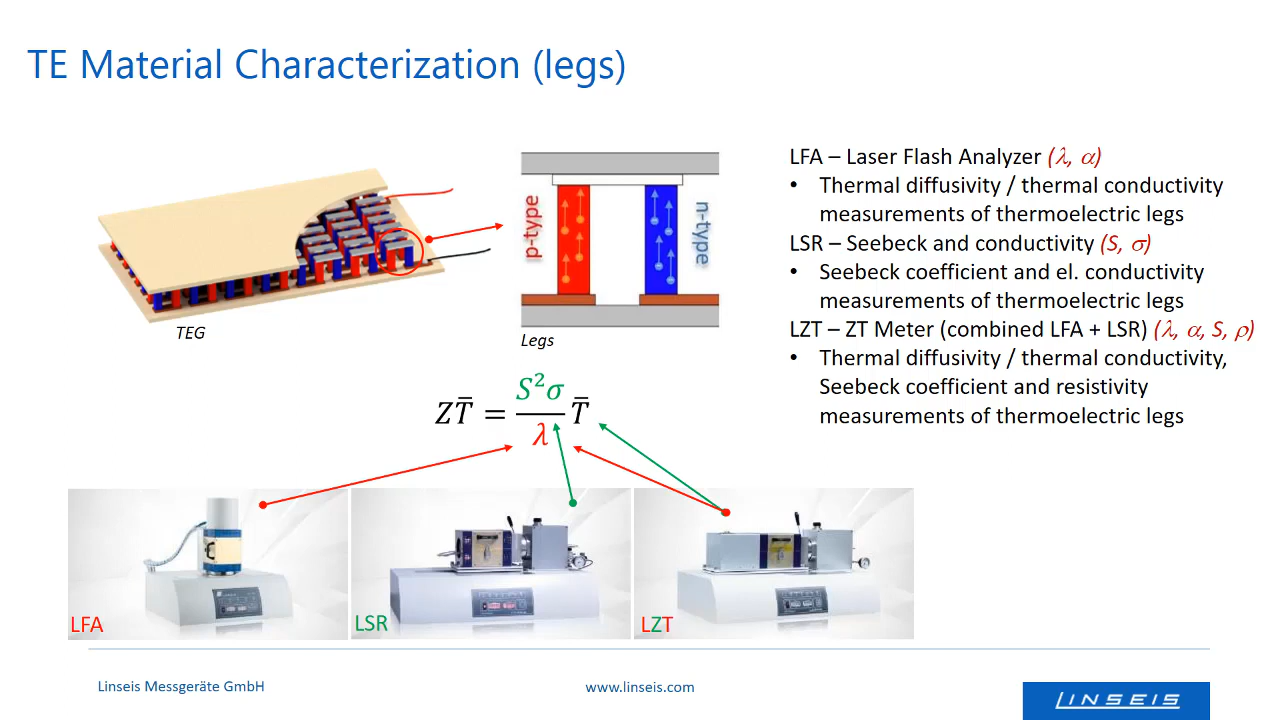 TE Material Characterization (legs)
p-type
n-type
TEG
Legs
LFA – Laser Flash Analyzer (λ, α)
• Thermal diffusivity / thermal conductivity
measurements of thermoelectric legs
LSR – Seebeck and conductivity (S, σ)
• Seebeck coefficient and el. conductivity
measurements of thermoelectric legs
LZT – ZT Meter (combined LFA + LSR) (λ, α, S, ρ)
• Thermal diffusivity / thermal conductivity,
Seebeck coefficient and resistivity
measurements of thermoelectric legs
ZT̄ = S²σ/λ T̄
LFA
LSR
LZT
Linseis Messgeräte GmbH
www.linseis.com
LINSEIS